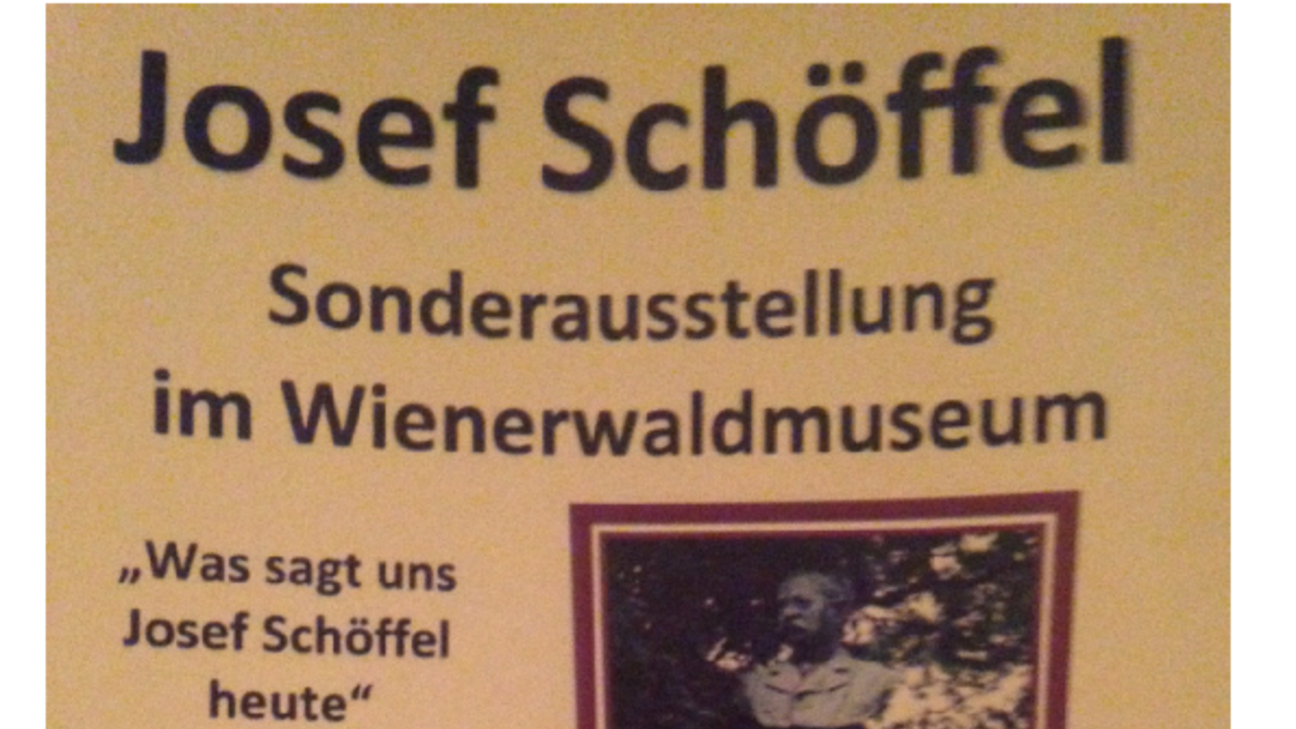 Josef Schöffel
Sonderausstellung
im Wienerwaldmuseum
„Was sagt uns
Josef Schöffel
heute“